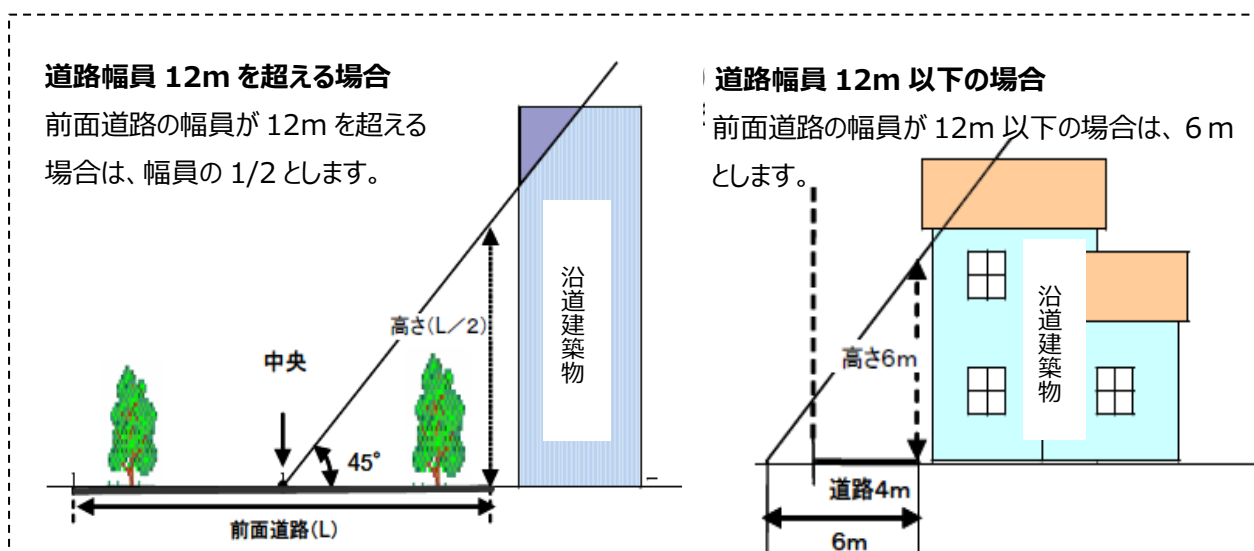 道路幅員 12m を超える場合
前面道路の幅員が 12m を超える
場合は、幅員の 1/2 とします。
高さ(L/2)
中央
45°
前面道路(L)
沿道建築物
道路幅員 12m 以下の場合
前面道路の幅員が 12m 以下の場合は、6m
とします。
高さ6m
沿道建築物
道路4m
6m